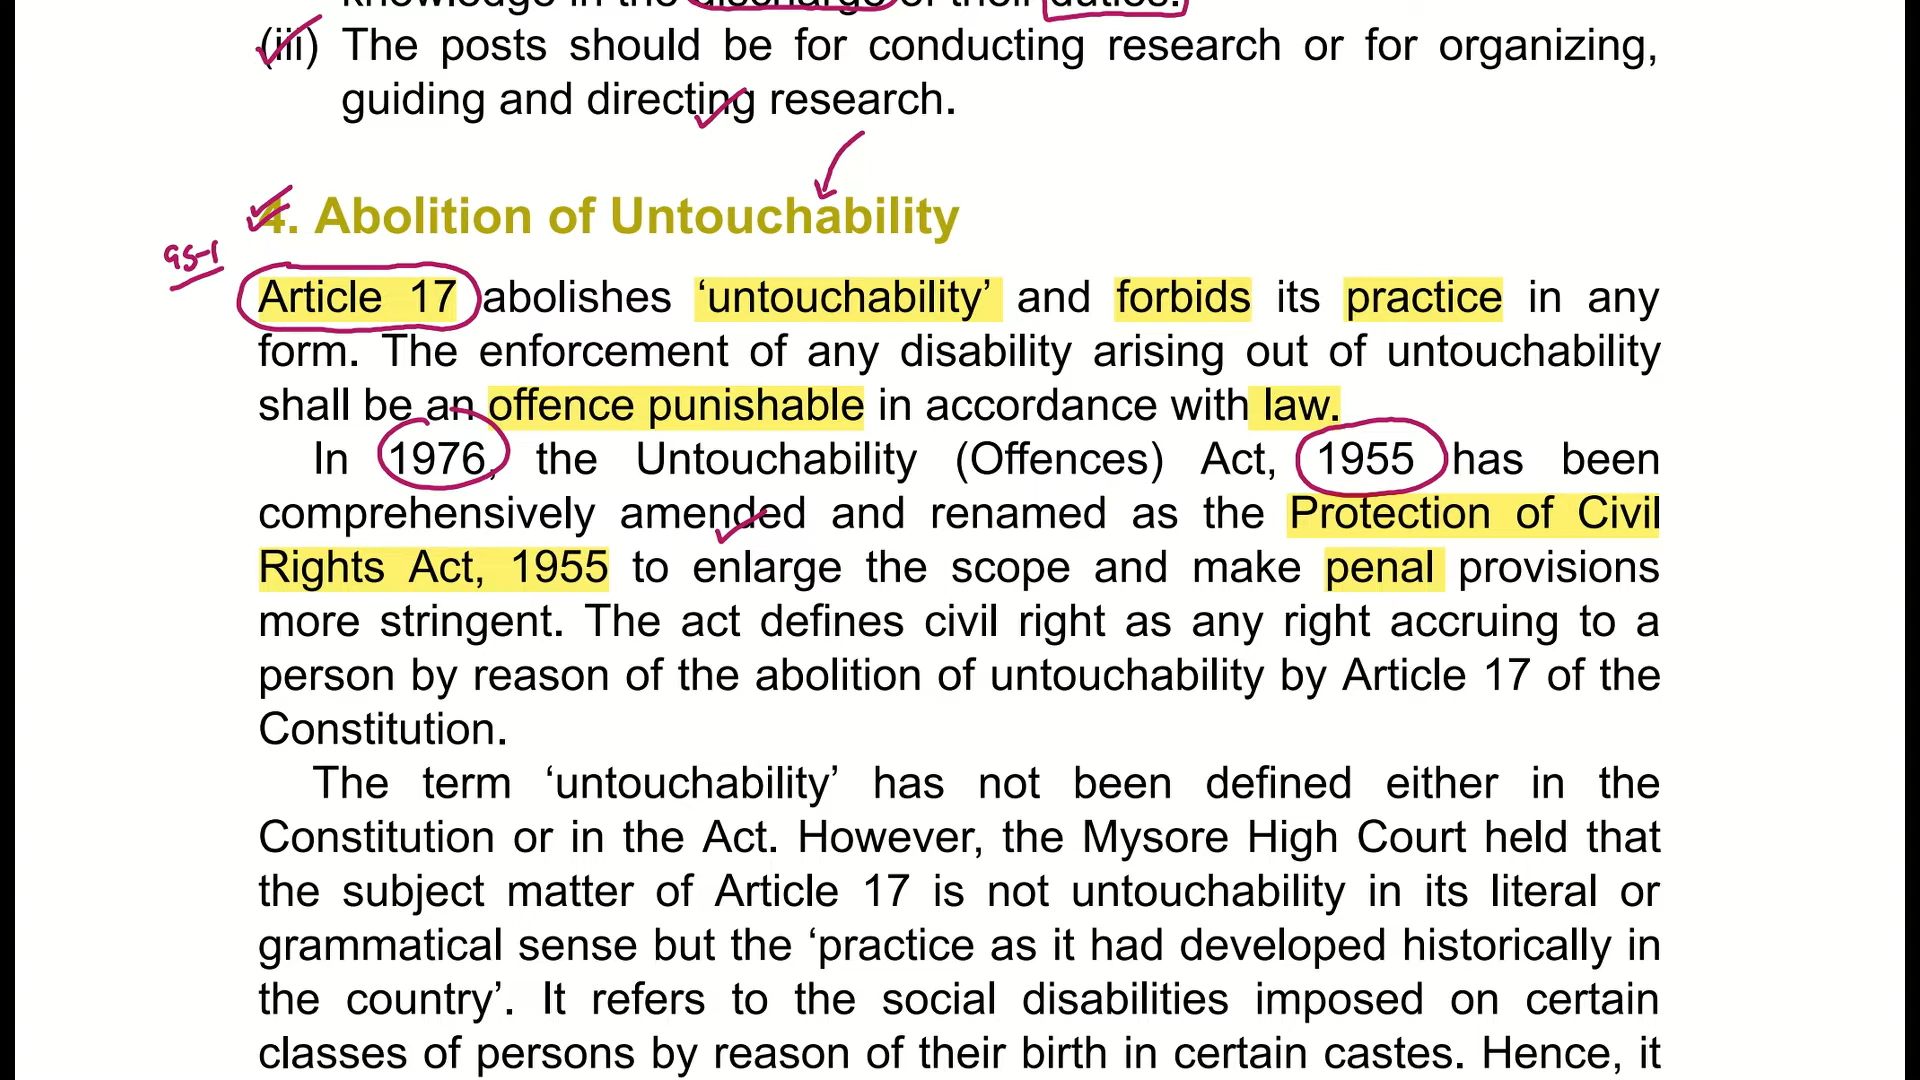 knowledge in the discharge of their duties.
(iii) The posts should be for conducting research or for organizing,
guiding and directing research.
4. Abolition of Untouchability
GS-1
Article 17 abolishes ‘untouchability’ and forbids its practice in any
form. The enforcement of any disability arising out of untouchability
shall be an offence punishable in accordance with law.
In 1976, the Untouchability (Offences) Act, 1955 has been
comprehensively amended and renamed as the Protection of Civil
Rights Act, 1955 to enlarge the scope and make penal provisions
more stringent. The act defines civil right as any right accruing to a
person by reason of the abolition of untouchability by Article 17 of the
Constitution.
The term ‘untouchability’ has not been defined either in the
Constitution or in the Act. However, the Mysore High Court held that
the subject matter of Article 17 is not untouchability in its literal or
grammatical sense but the ‘practice as it had developed historically in
the country’. It refers to the social disabilities imposed on certain
classes of persons by reason of their birth in certain castes. Hence, it